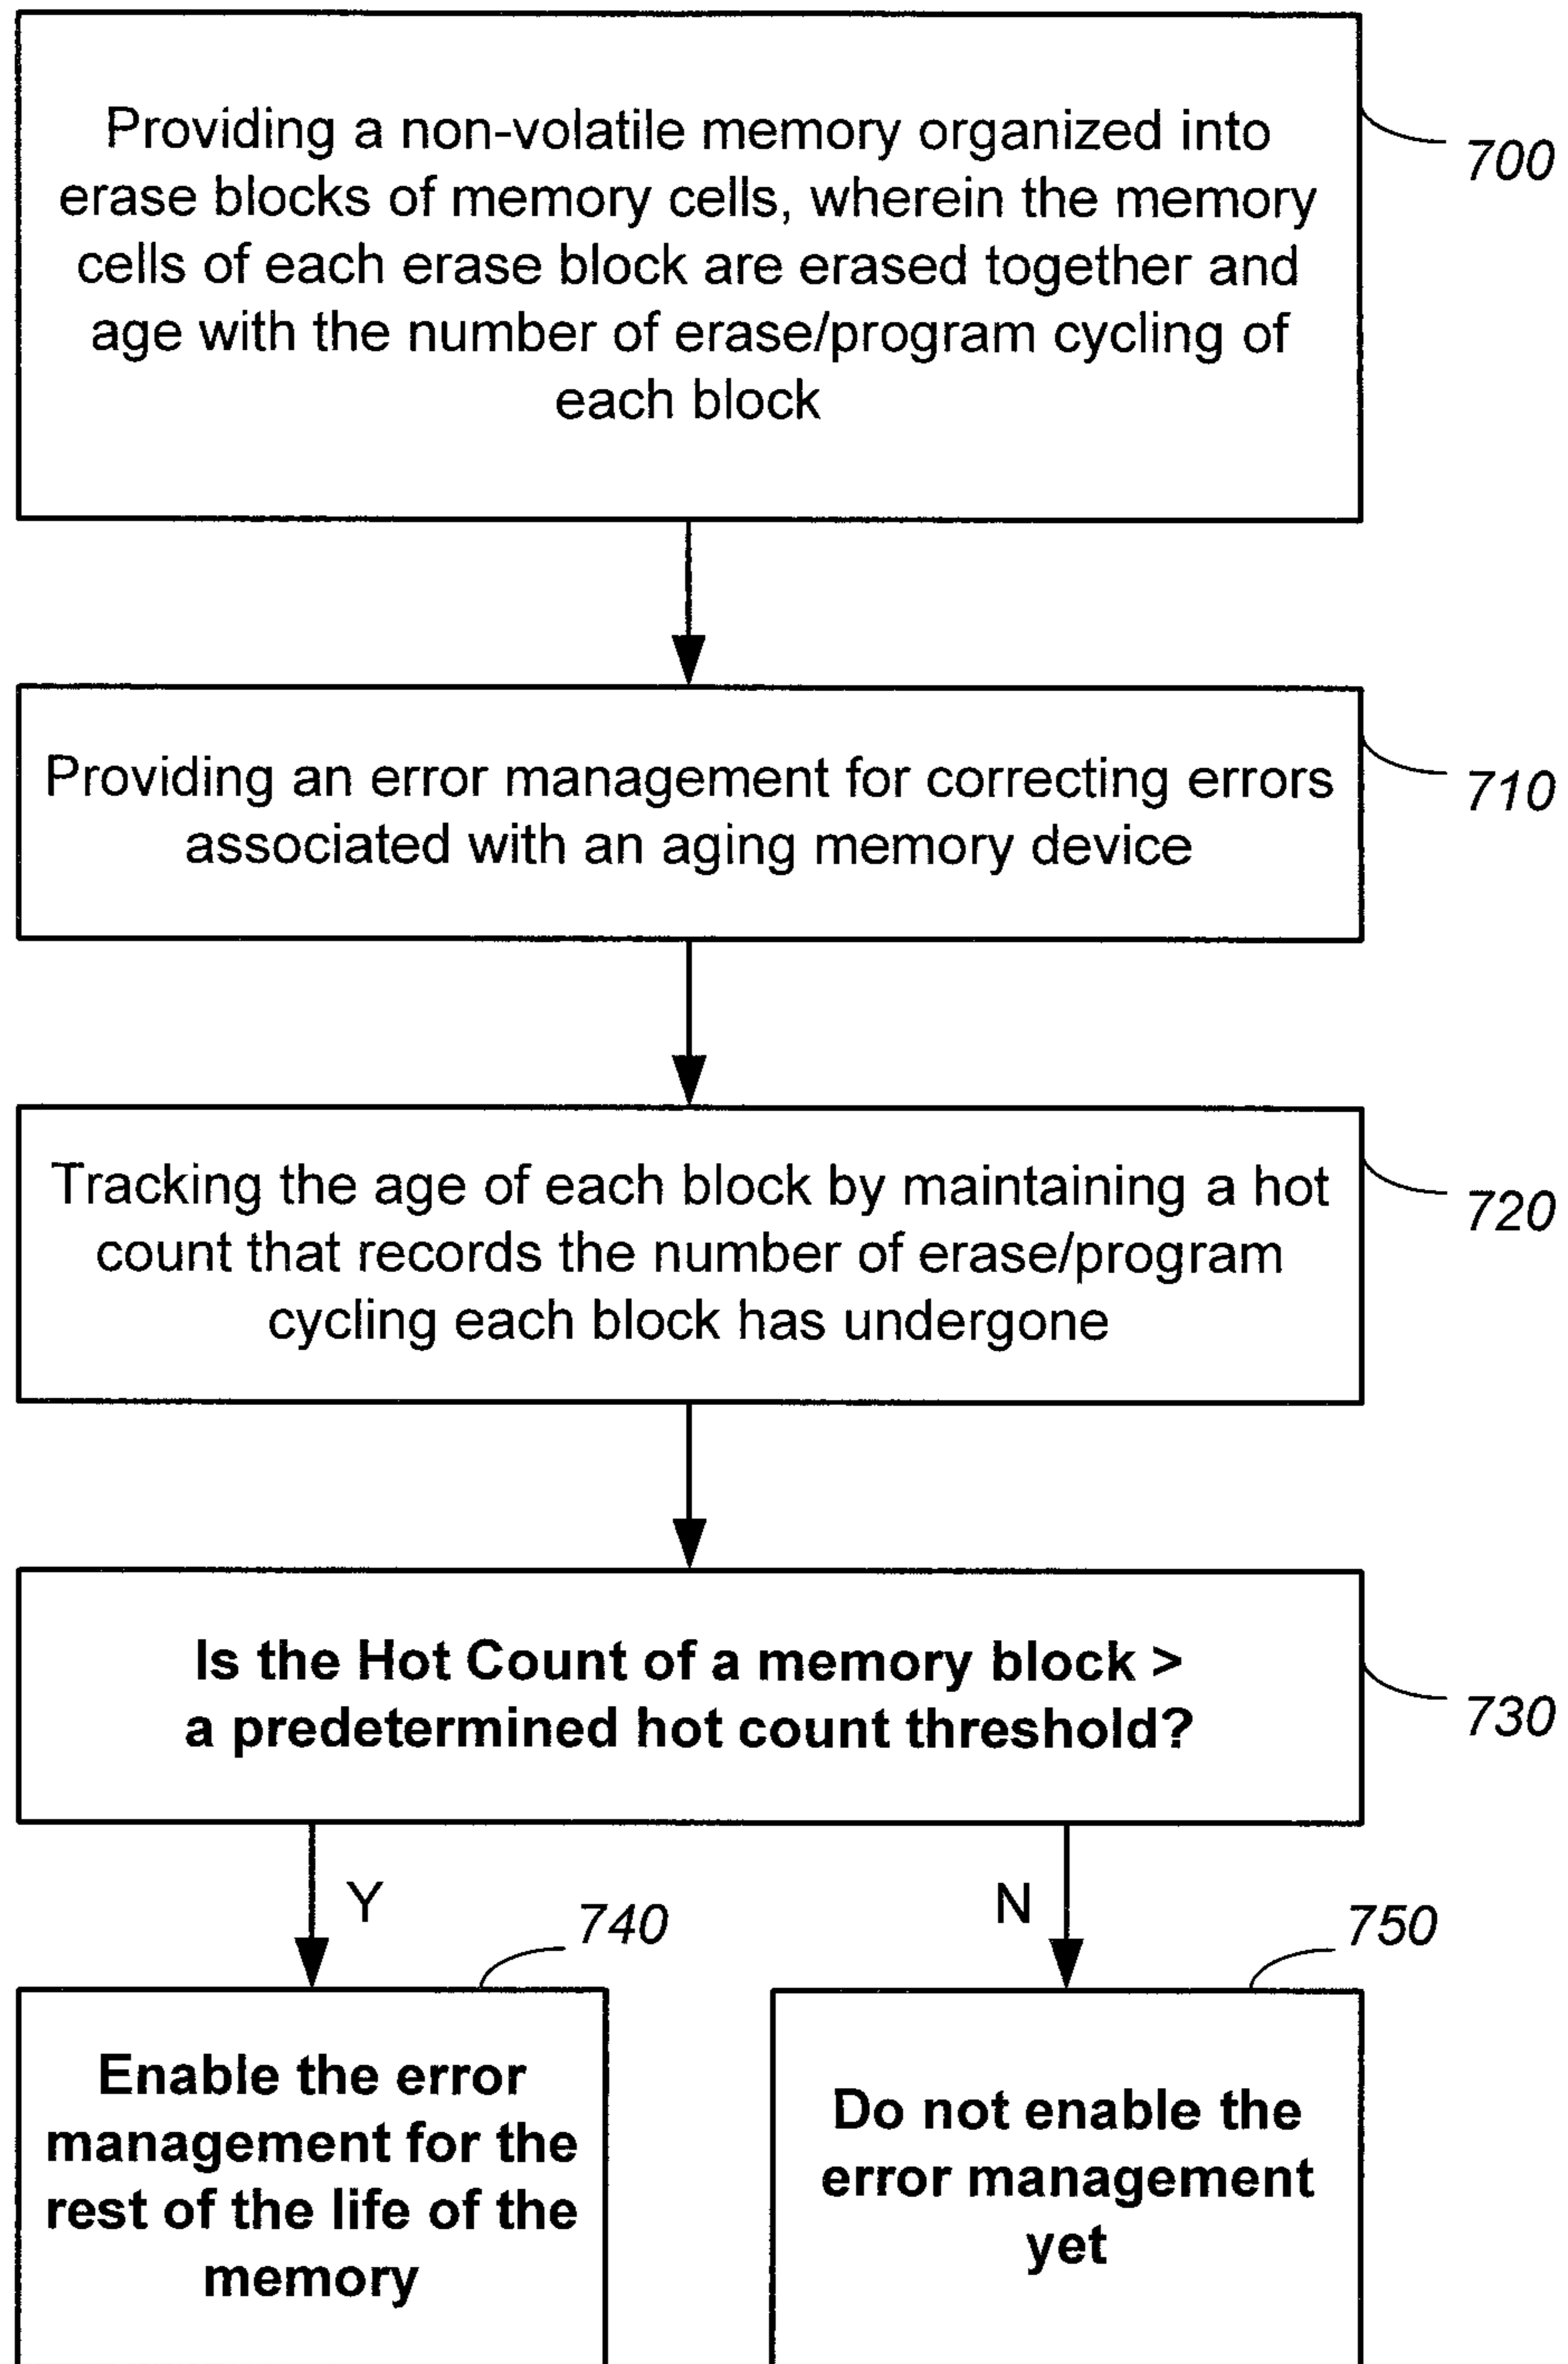 Providing a non-volatile memory organized into
erase blocks of memory cells, wherein the memory
cells of each erase block are erased together and
age with the number of erase/program cycling of
each block
700
Providing an error management for correcting errors
associated with an aging memory device
710
Tracking the age of each block by maintaining a hot
count that records the number of erase/program
cycling each block has undergone
720
Is the Hot Count of a memory block >
a predetermined hot count threshold?
730
Y
740
N
750
Enable the error
management for the
rest of the life of the
memory
Do not enable the
error management
yet